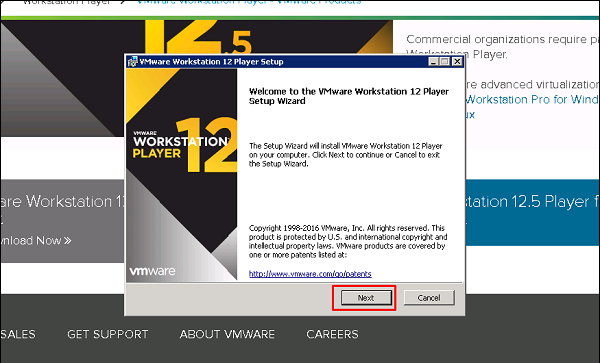 Workstation Player > VMware Workstation Player - VMware Products
12.5
Commercial organizations require pa
Workstation Player.
re advanced virtualizatio
Workstation Pro for Wind
ux
VMware Workstation 12 Player Setup
Welcome to the VMware Workstation 12 Player
Setup Wizard
VMWARE
WORKSTATION
PLAYER 12
The Setup Wizard will install VMware Workstation 12 Player
on your computer. Click Next to continue or Cancel to exit
the Setup Wizard.
are Workstation 12
station 12.5 Player f
nload Now »
Copyright 1998-2016 VMware, Inc. All rights reserved. This
product is protected by U.S. and international copyright and
intellectual property laws. VMware products are covered by
one or more patents listed at:
vmware
http://www.vmware.com/go/patents
Next Cancel
SALES GET SUPPORT ABOUT VMWARE CAREERS